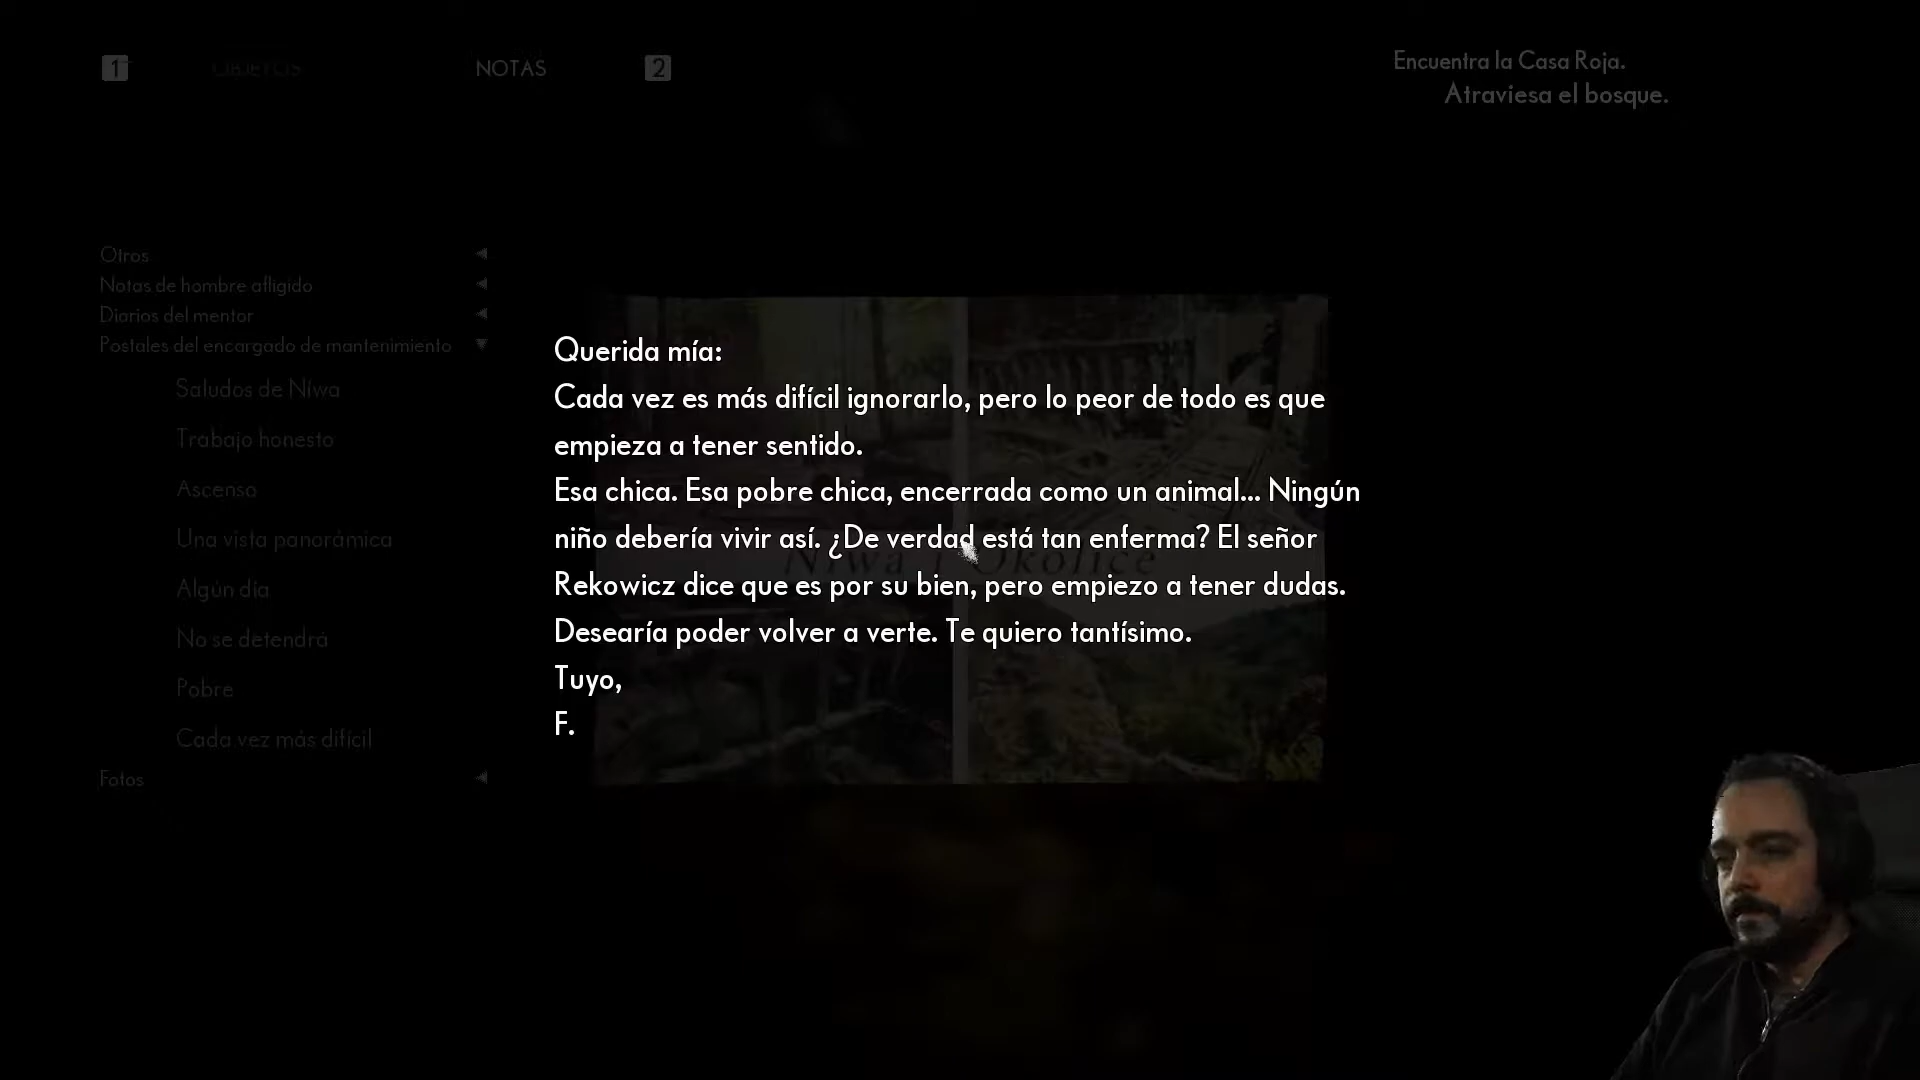 1
OBJETOS
NOTAS
2
Encuentra la Casa Roja.
Atraviesa el bosque.
Otros
Notas de hombre afligido
Diarios del mentor
Postales del encargado de mantenimiento
Saludos de Niwa
Trabajo honesto
Ascenso
Una vista panorámica
Algún día
No se detendrá
Pobre
Cada vez más difícil
Fotos
Querida mía:
Cada vez es más difícil ignorarlo, pero lo peor de todo es que
empieza a tener sentido.
Esa chica. Esa pobre chica, encerrada como un animal... Ningún
niño debería vivir así. ¿De verdad está tan enferma? El señor
Rekowicz dice que es por su bien, pero empiezo a tener dudas.
Desearía poder volver a verte. Te quiero tantísimo.
Tuyo,
F.
Niwa i Okolice